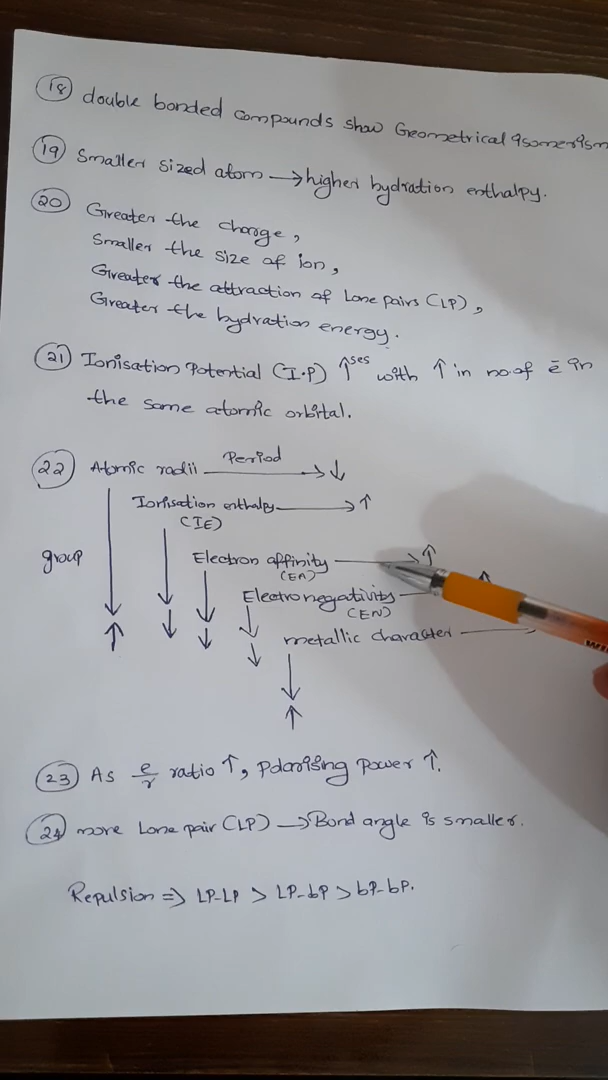 (18) double bonded compounds show Geometrical isomerism
(19) Smaller sized atom → higher hydration enthalpy.
(20) Greater the charge,
Smaller the size of ion,
Greater the attraction of Lone pairs (LP),
Greater the hydration energy.
(21) Ionisation Potential (I.P) ↑ses with ↑ in no.of ē in
the same atomic orbital.
(22) Atomic radii Period → ↓
Ionisation enthalpy → ↑
(IE)
group
Electron affinity → ↑
(EA)
Electronegativity
(EN)
metallic character
(23) As e/r ratio ↑, Polarising Power ↑.
(24) more Lone pair (LP) → Bond angle is smaller.
Repulsion ⇒ LP-LP > LP-bP > bP-bP.